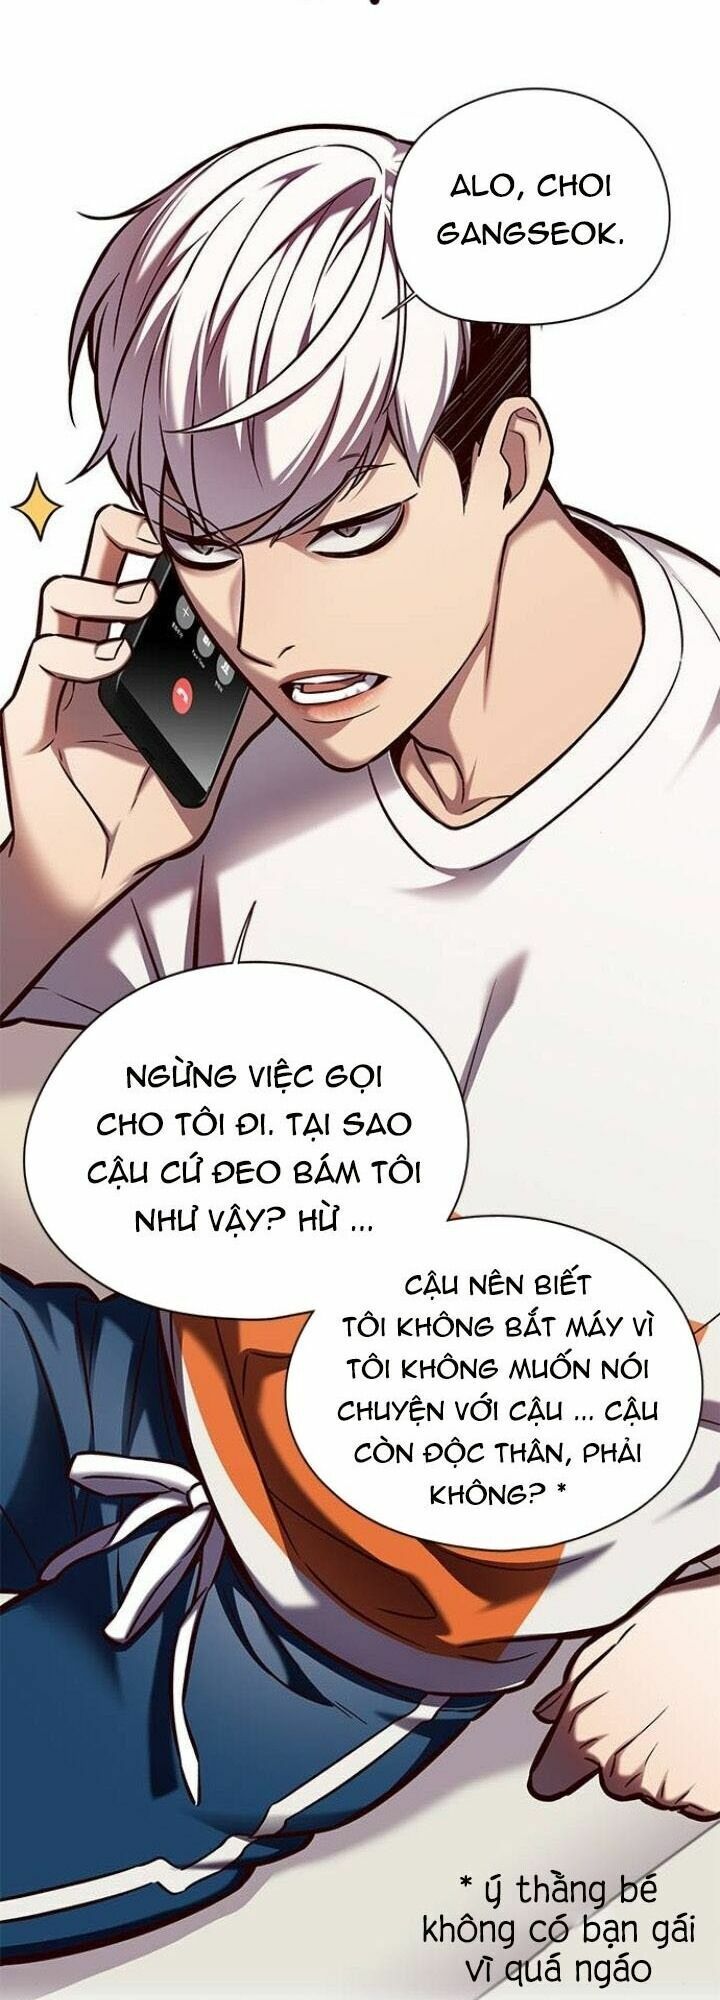 ALO, CHOI
GANGSEOK.
NGỪNG VIỆC GỌI
CHO TÔI ĐI. TẠI SAO
CẬU CỨ ĐEO BÁM TÔI
NHƯ VẬY? HỪ ...
CẬU NÊN BIẾT
TÔI KHÔNG BẮT MÁY VÌ
TÔI KHÔNG MUỐN NÓI
CHUYỆN VỚI CẬU ... CẬU
CÒN ĐỘC THÂN, PHẢI
KHÔNG? *
* ý thằng bé
không có bạn gái
vì quá ngáo